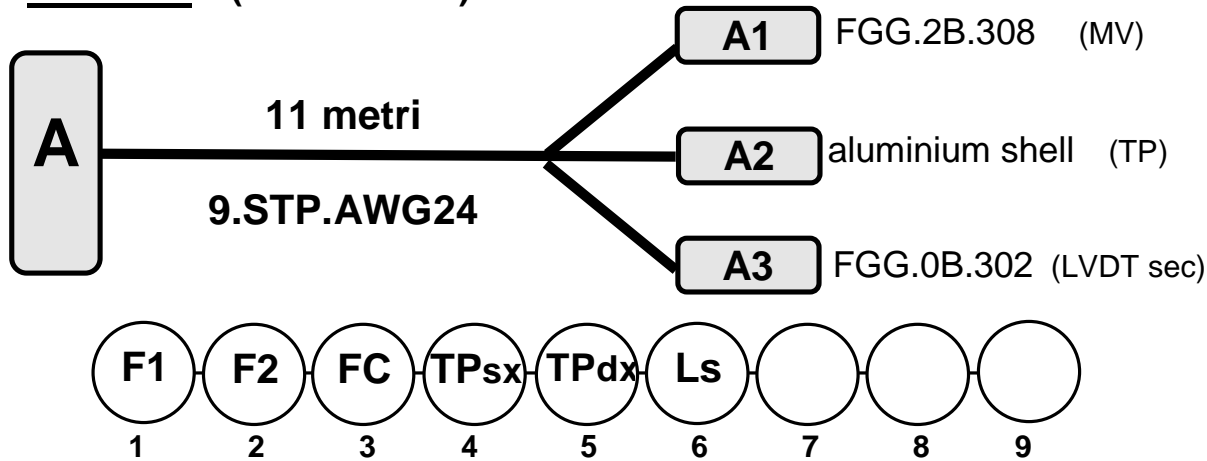 A1 FGG.2B.308 (MV)
11 metri
A
A2 aluminium shell (TP)
9.STP.AWG24
A3 FGG.0B.302 (LVDT sec)
F1 F2 FC TPsx TPdx Ls
1 2 3 4 5 6 7 8 9